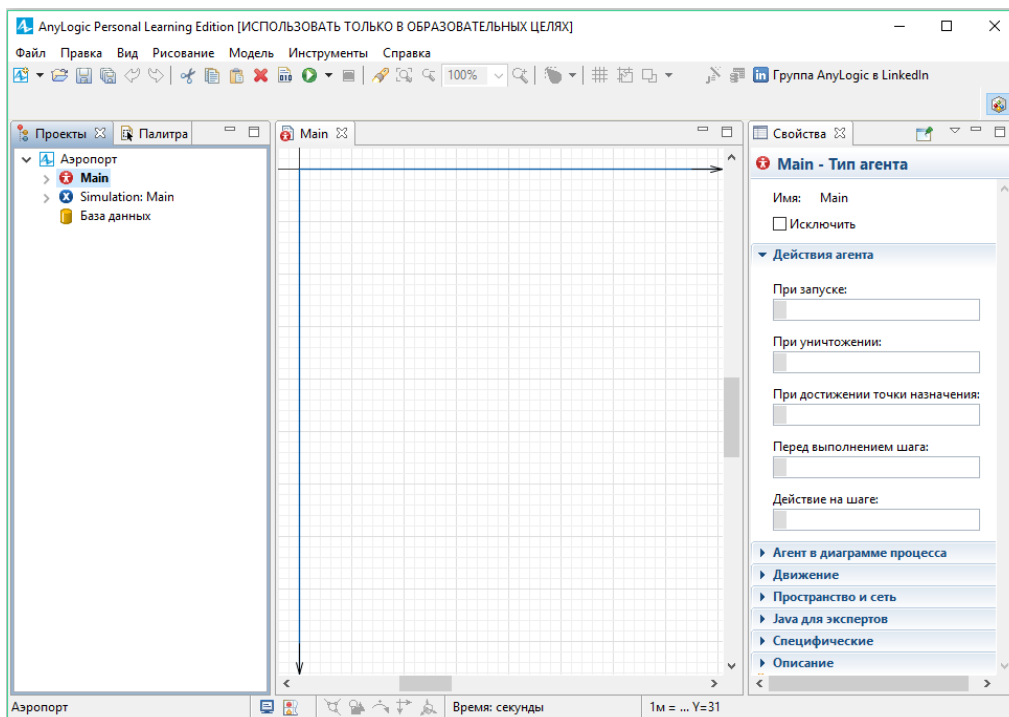 AnyLogic Personal Learning Edition [ИСПОЛЬЗОВАТЬ ТОЛЬКО В ОБРАЗОВАТЕЛЬНЫХ ЦЕЛЯХ]
Файл Правка Вид Рисование Модель Инструменты Справка
100% Группа AnyLogic в LinkedIn
Проекты Палитра
Аэропорт
Main
Simulation: Main
База данных
Main
Свойства
Main - Тип агента
Имя: Main
Исключить
Действия агента
При запуске:
При уничтожении:
При достижении точки назначения:
Перед выполнением шага:
Действие на шаге:
Агент в диаграмме процесса
Движение
Пространство и сеть
Java для экспертов
Специфические
Описание
Аэропорт Время: секунды 1м = ... Y=31